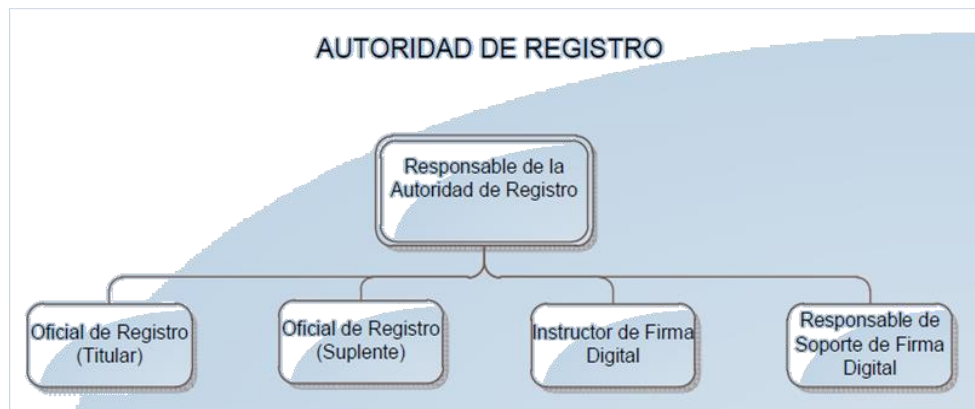 AUTORIDAD DE REGISTRO
Responsable de la
Autoridad de Registro
Oficial de Registro
(Titular)
Oficial de Registro
(Suplente)
Instructor de Firma
Digital
Responsable de
Soporte de Firma
Digital